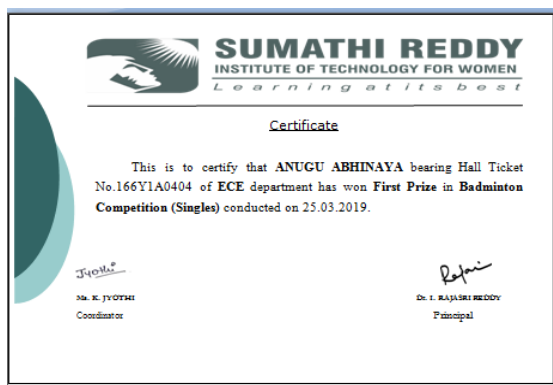 SUMATHI REDDY
INSTITUTE OF TECHNOLOGY FOR WOMEN
Learning at its best
Certificate
This is to certify that ANUGU ABHINAYA bearing Hall Ticket
No.166Y1A0404 of ECE department has won First Prize in Badminton
Competition (Singles) conducted on 25.03.2019.
Jyothi
Ms. K. JYOTHI
Coordinator
Rajasri
Dr. I. RAJASRI REDDY
Principal